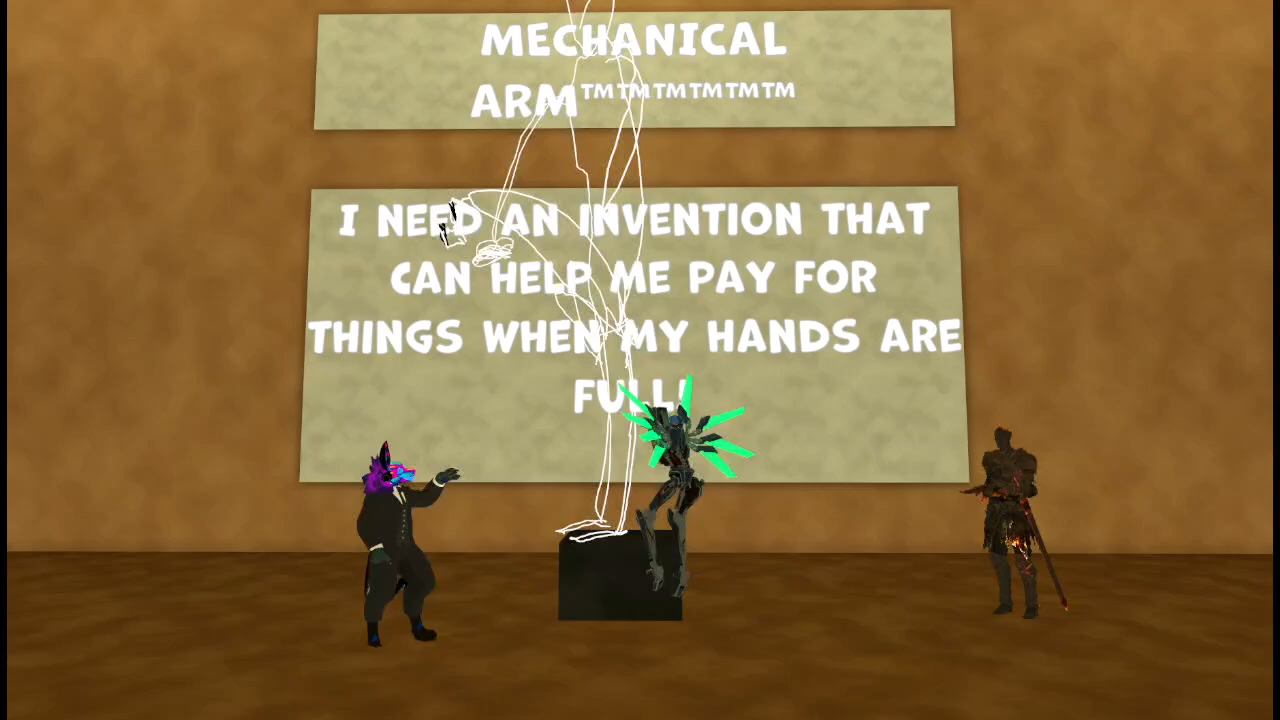 MECHANICAL
ARM™™™™™™
I NEED AN INVENTION THAT
CAN HELP ME PAY FOR
THINGS WHEN MY HANDS ARE
FULL!